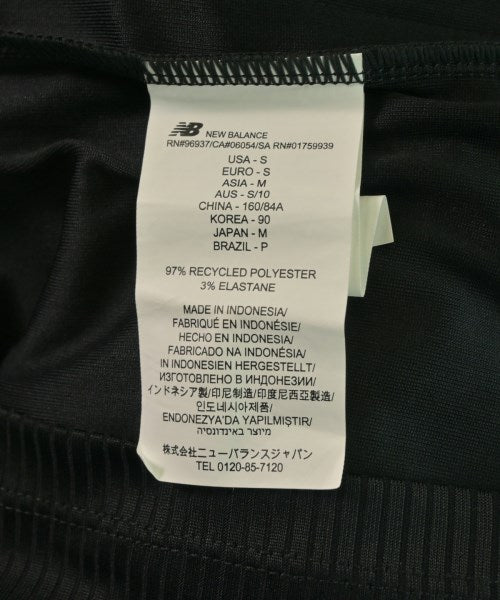 NB NEW BALANCE
RN#96937/CA#06054/SA RN#01759939
USA - S
EURO - S
ASIA - M
AUS - S/10
CHINA - 160/84A
KOREA - 90
JAPAN - M
BRAZIL - P
97% RECYCLED POLYESTER
3% ELASTANE
MADE IN INDONESIA/
FABRIQUÉ EN INDONÉSIE/
HECHO EN INDONESIA/
FABRICADO NA INDONÉSIA/
IN INDONESIEN HERGESTELLT/
ИЗГОТОВЛЕНО В ИНДОНЕЗИИ/
インドネシア製/印尼制造/印度尼西亞製造/
인도네시아제품/
ENDONEZYA'DA YAPILMIŞTIR/ מיוצר באינדונסיה
株式会社ニューバランスジャパン
TEL 0120-85-7120